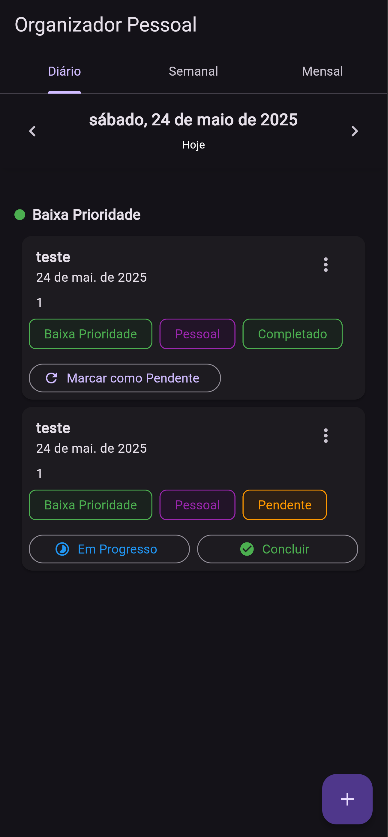 Organizador Pessoal
Diário Semanal Mensal
sábado, 24 de maio de 2025
Hoje
Baixa Prioridade
teste
24 de mai. de 2025
1
Baixa Prioridade Pessoal Completado
Marcar como Pendente
teste
24 de mai. de 2025
1
Baixa Prioridade Pessoal Pendente
Em Progresso Concluir